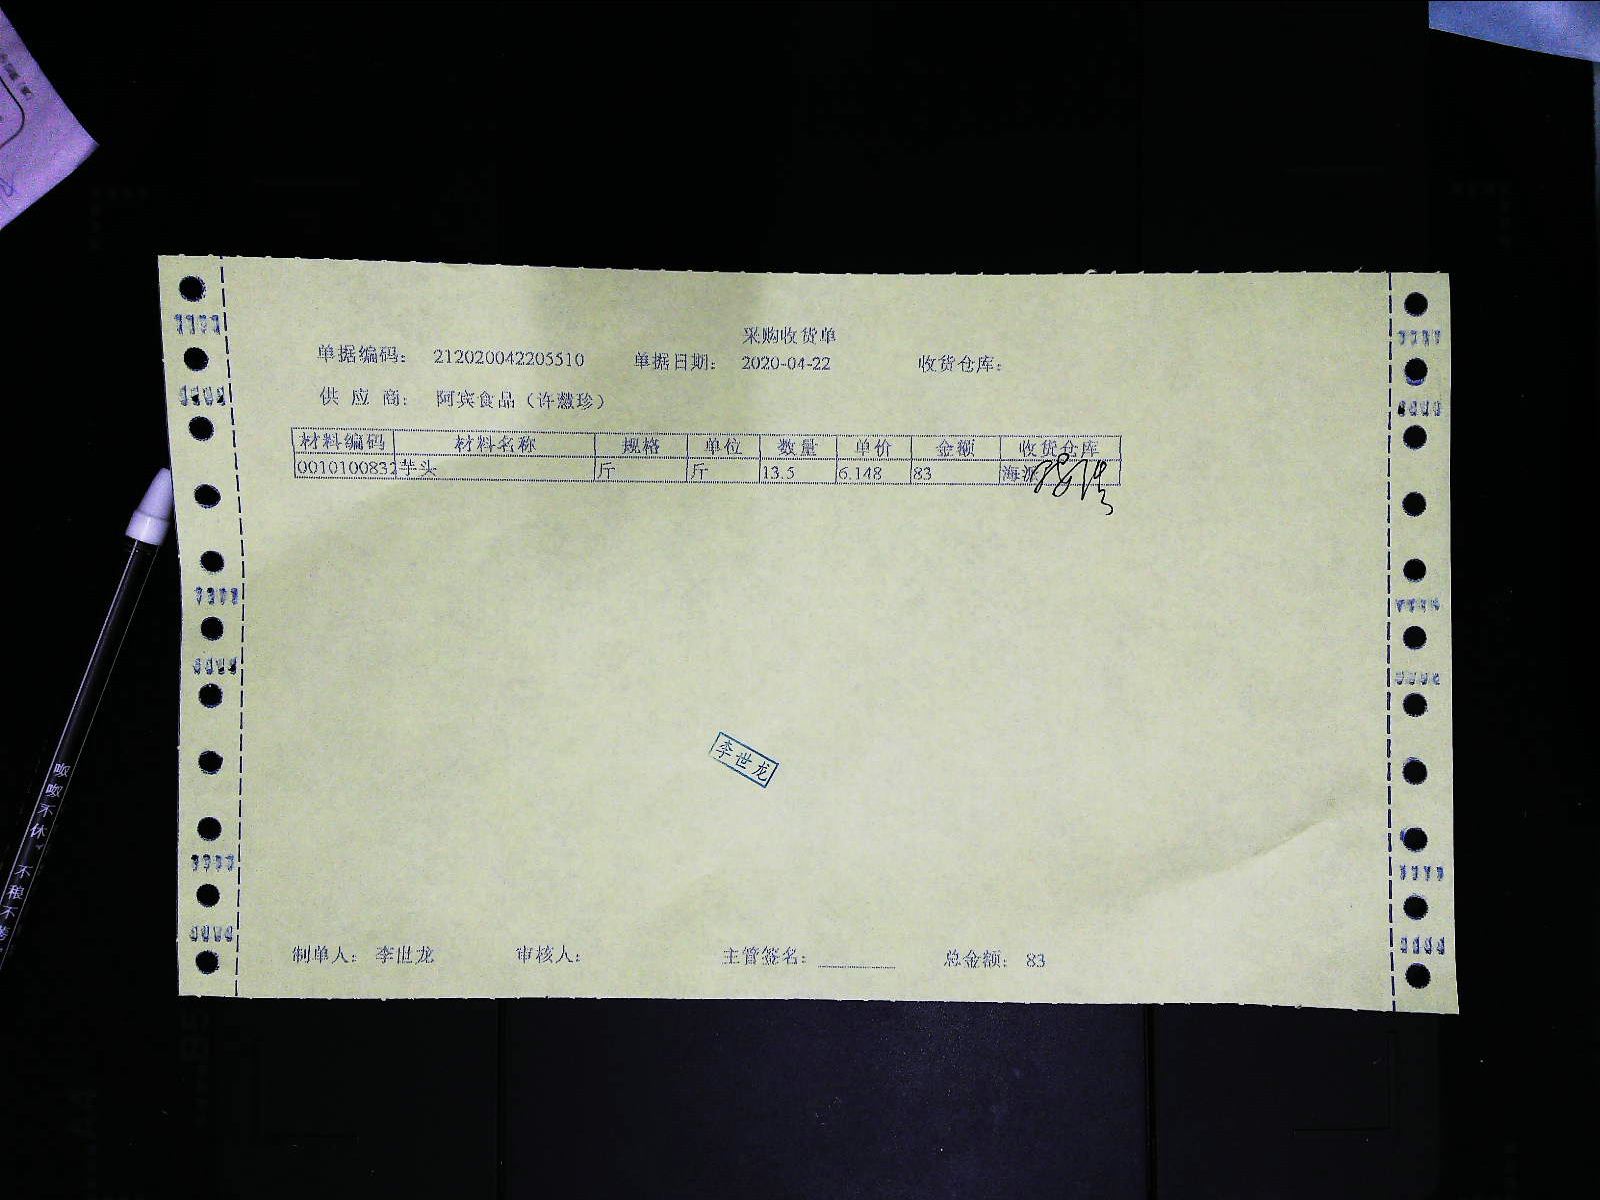 采购收货单
单据编码: 212020042205510 单据日期: 2020-04-22 收货仓库:
供 应 商: 阿宾食品（许慧珍）
材料编码 材料名称 规格 单位 数量 单价 金额 收货仓库
0010100832 芋头 斤 斤 13.5 6.148 83 海派
李世龙
制单人: 李世龙 审核人: 主管签名: 总金额: 83